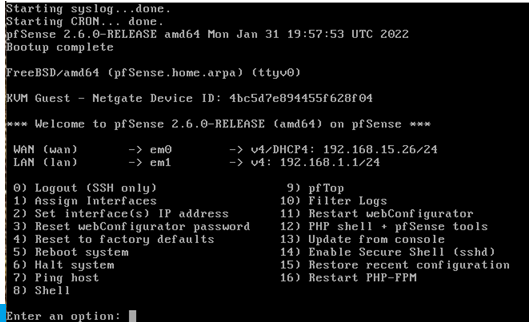 Starting syslog...done.
Starting CRON... done.
pfSense 2.6.0-RELEASE amd64 Mon Jan 31 19:57:53 UTC 2022
Bootup complete
FreeBSD/amd64 (pfSense.home.arpa) (ttyv0)
KVM Guest - Netgate Device ID: 4bc5d7e894455f628f04
*** Welcome to pfSense 2.6.0-RELEASE (amd64) on pfSense ***
WAN (wan) -> em0 -> v4/DHCP4: 192.168.15.26/24
LAN (lan) -> em1 -> v4: 192.168.1.1/24
0) Logout (SSH only) 9) pfTop
1) Assign Interfaces 10) Filter Logs
2) Set interface(s) IP address 11) Restart webConfigurator
3) Reset webConfigurator password 12) PHP shell + pfSense tools
4) Reset to factory defaults 13) Update from console
5) Reboot system 14) Enable Secure Shell (sshd)
6) Halt system 15) Restore recent configuration
7) Ping host 16) Restart PHP-FPM
8) Shell
Enter an option: